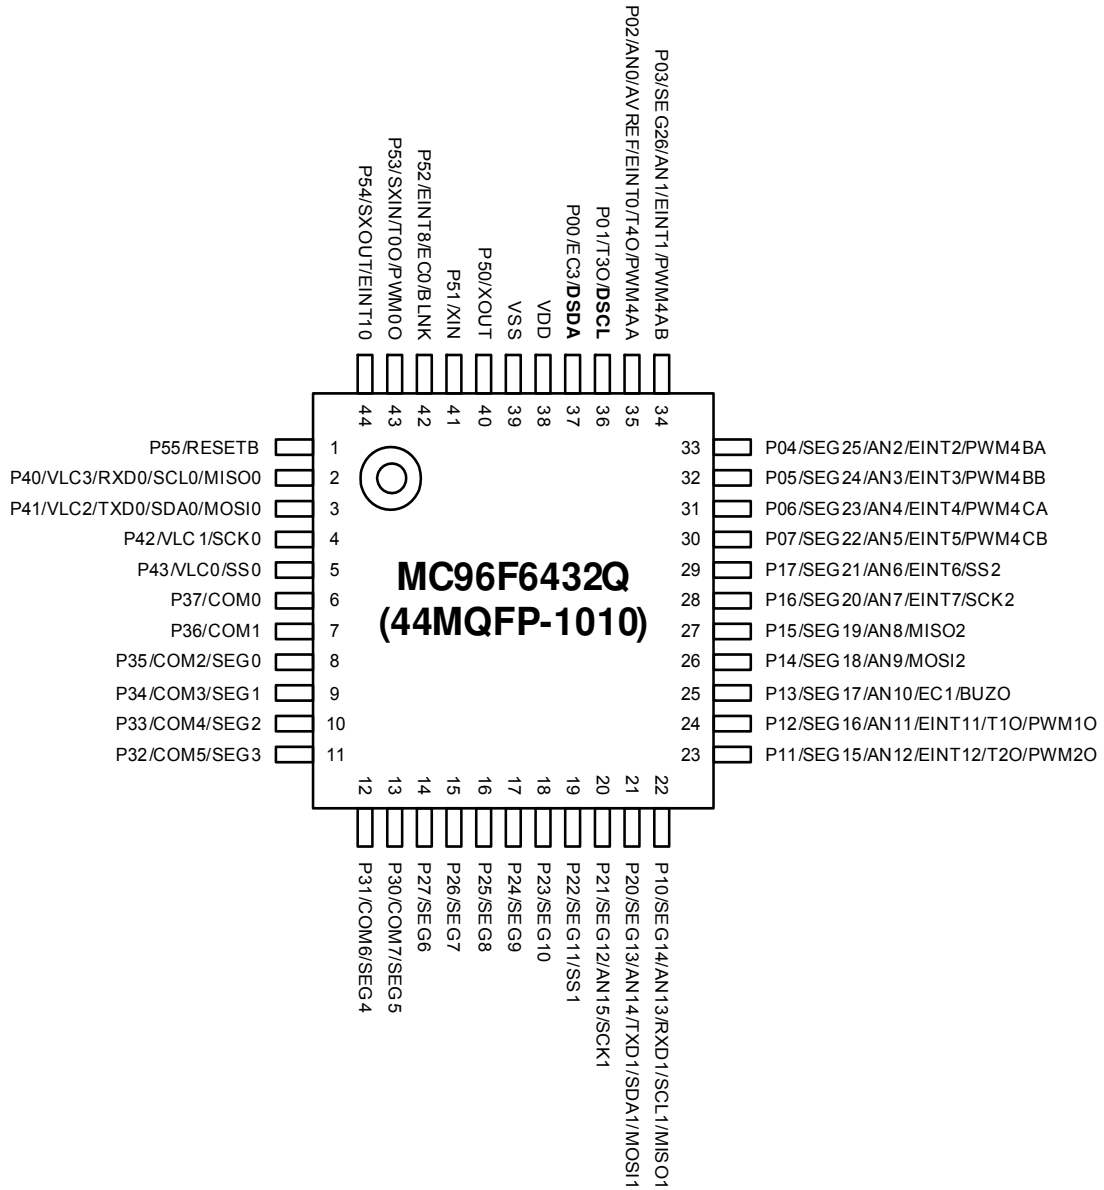 P54/SXOUT/EINT10
P53/SXIN/T0O/PWM0O
P52/EINT8/EC0/BLNK
P51/XIN
P50/XOUT
VSS
VDD
P00/EC3/DSDA
P01/T3O/DSCL
P02/AN0/AVREF/EINT0/T4O/PWM4AA
P03/SEG26/AN1/EINT1/PWM4AB
44
43
42
41
40
39
38
37
36
35
34
P55/RESETB
1
P40/VLC3/RXD0/SCL0/MISO0
2
P41/VLC2/TXD0/SDA0/MOSI0
3
P42/VLC1/SCK0
4
P43/VLC0/SS0
5
P37/COM0
6
P36/COM1
7
P35/COM2/SEG0
8
P34/COM3/SEG1
9
P33/COM4/SEG2
10
P32/COM5/SEG3
11
MC96F6432Q
(44MQFP-1010)
33
P04/SEG25/AN2/EINT2/PWM4BA
32
P05/SEG24/AN3/EINT3/PWM4BB
31
P06/SEG23/AN4/EINT4/PWM4CA
30
P07/SEG22/AN5/EINT5/PWM4CB
29
P17/SEG21/AN6/EINT6/SS2
28
P16/SEG20/AN7/EINT7/SCK2
27
P15/SEG19/AN8/MISO2
26
P14/SEG18/AN9/MOSI2
25
P13/SEG17/AN10/EC1/BUZO
24
P12/SEG16/AN11/EINT11/T1O/PWM1O
23
P11/SEG15/AN12/EINT12/T2O/PWM2O
12
13
14
15
16
17
18
19
20
21
22
P31/COM6/SEG4
P30/COM7/SEG5
P27/SEG6
P26/SEG7
P25/SEG8
P24/SEG9
P23/SEG10
P22/SEG11/SS1
P21/SEG12/AN15/SCK1
P20/SEG13/AN14/TXD1/SDA1/MOSI1
P10/SEG14/AN13/RXD1/SCL1/MISO1